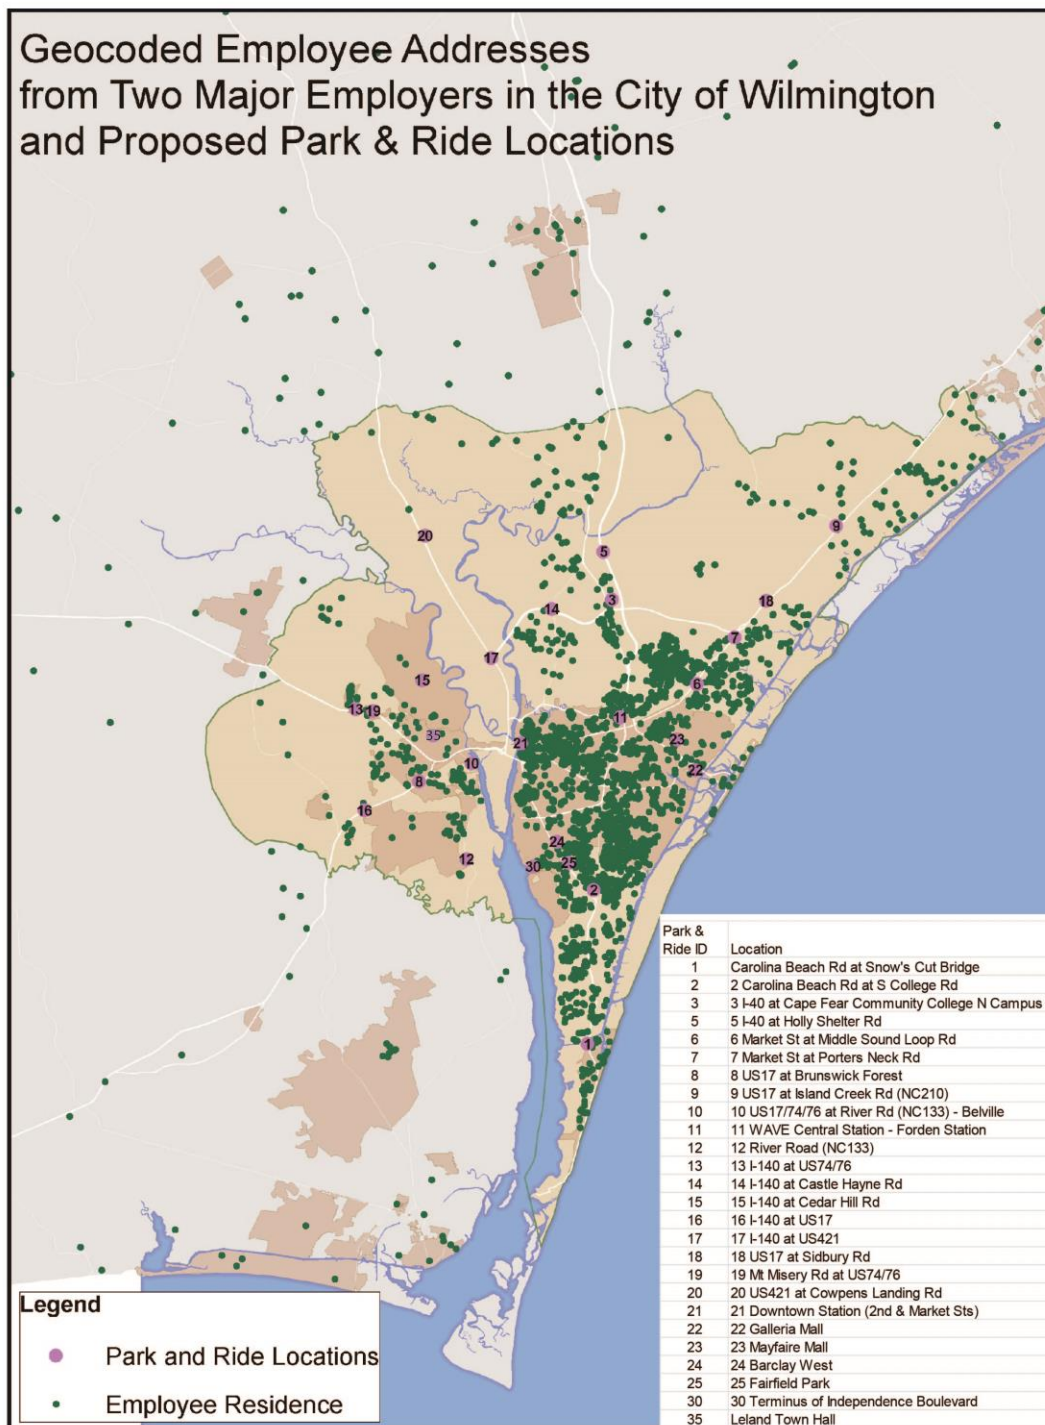 Geocoded Employee Addresses
from Two Major Employers in the City of Wilmington
and Proposed Park & Ride Locations
20
5
9
3
14
18
7
17
15
6
13
19
11
35
23
21
10
22
8
16
24
12
30
25
2
1
Park &
Ride ID Location
1 Carolina Beach Rd at Snow's Cut Bridge
2 2 Carolina Beach Rd at S College Rd
3 3 I-40 at Cape Fear Community College N Campus
5 5 I-40 at Holly Shelter Rd
6 6 Market St at Middle Sound Loop Rd
7 7 Market St at Porters Neck Rd
8 8 US17 at Brunswick Forest
9 9 US17 at Island Creek Rd (NC210)
10 10 US17/74/76 at River Rd (NC133) - Belville
11 11 WAVE Central Station - Forden Station
12 12 River Road (NC133)
13 13 I-140 at US74/76
14 14 I-140 at Castle Hayne Rd
15 15 I-140 at Cedar Hill Rd
16 16 I-140 at US17
17 17 I-140 at US421
18 18 US17 at Sidbury Rd
19 19 Mt Misery Rd at US74/76
20 20 US421 at Cowpens Landing Rd
21 21 Downtown Station (2nd & Market Sts)
22 22 Galleria Mall
23 23 Mayfaire Mall
24 24 Barclay West
25 25 Fairfield Park
30 30 Terminus of Independence Boulevard
35 Leland Town Hall
Legend
Park and Ride Locations
Employee Residence